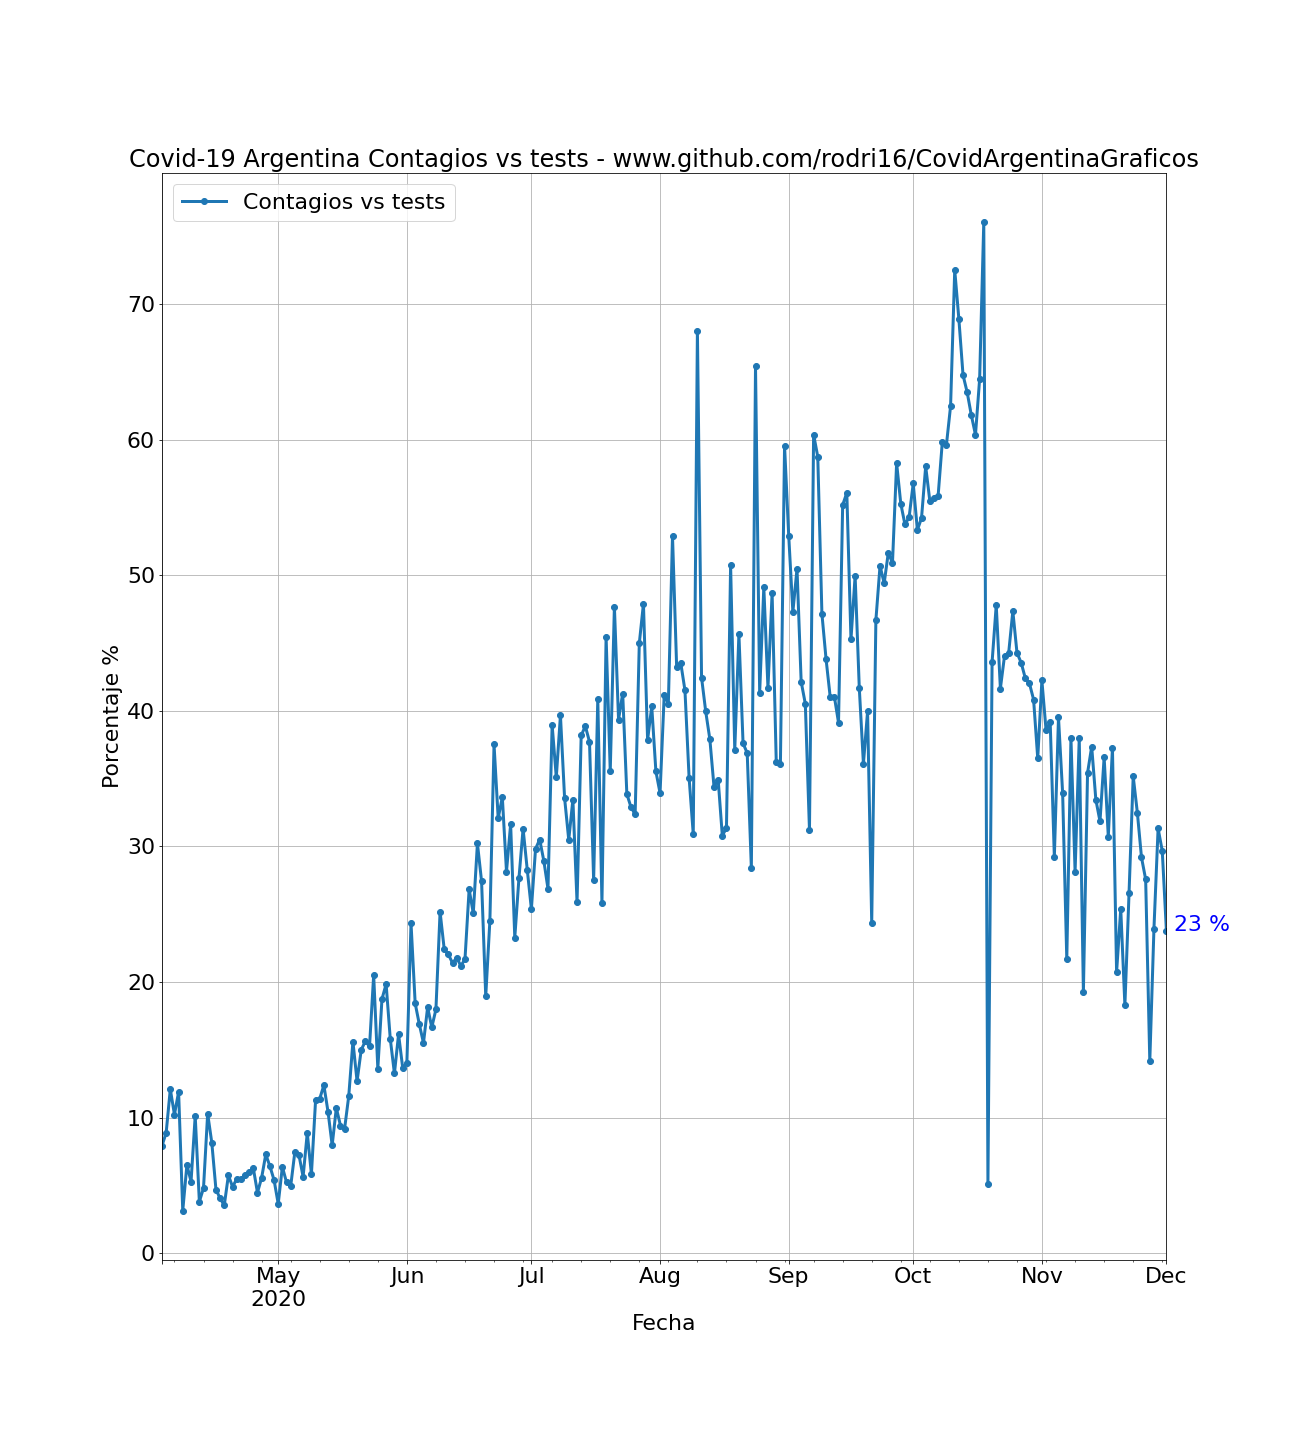 Covid-19 Argentina Contagios vs tests - www.github.com/rodri16/CovidArgentinaGraficos
Contagios vs tests
70
60
50
40
30
20
10
0
Porcentaje %
23 %
May Jun Jul Aug Sep Oct Nov Dec
2020
Fecha